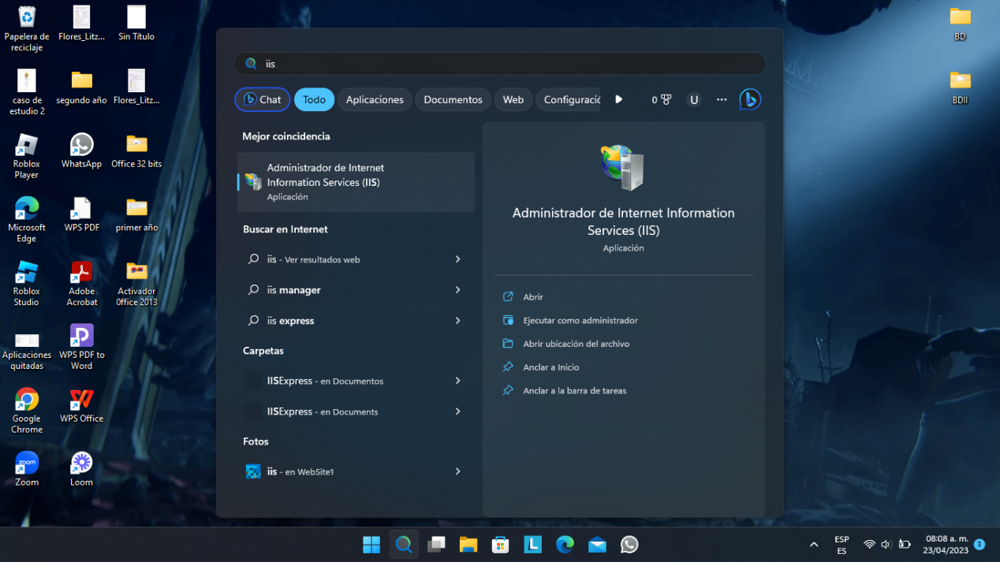 Papelera de
reciclaje
Flores_Litz...
Sin Título
caso de
estudio 2
segundo año
Flores_Litz...
Roblox
Player
WhatsApp
Office 32 bits
Microsoft
Edge
WPS PDF
primer año
Roblox
Studio
Adobe
Acrobat
Activador
0ffice 2013
Aplicaciones
quitadas
WPS PDF to
Word
Google
Chrome
WPS Office
zoom
Zoom
Loom
iis
Chat
Todo
Aplicaciones
Documentos
Web
Configuració
0
U
Mejor coincidencia
Administrador de Internet
Information Services (IIS)
Aplicación
Buscar en Internet
iis - Ver resultados web
iis manager
iis express
Carpetas
IISExpress - en Documentos
IISExpress - en Documents
Fotos
iis - en WebSite1
Administrador de Internet Information
Services (IIS)
Aplicación
Abrir
Ejecutar como administrador
Abrir ubicación del archivo
Anclar a Inicio
Anclar a la barra de tareas
BD
BDII
L
ESP
ES
08:08 a. m.
23/04/2023
3